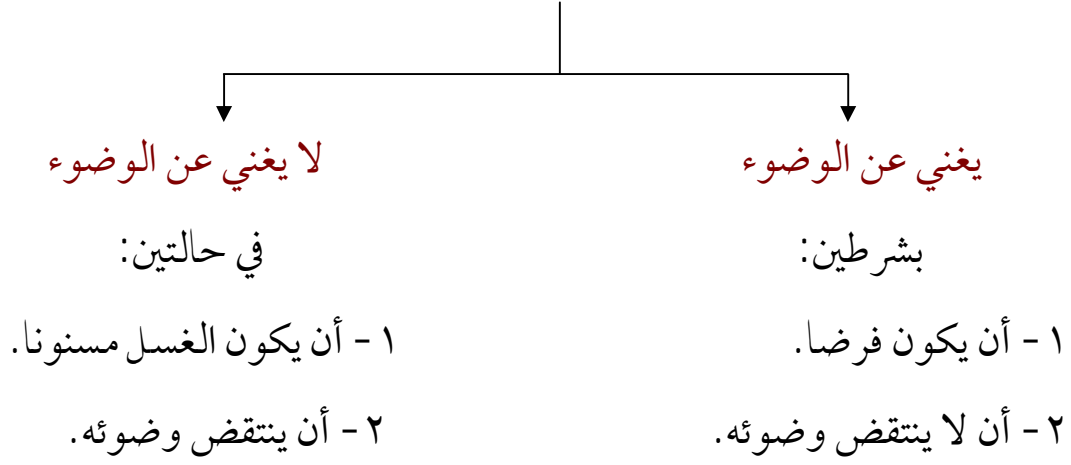 يغني عن الوضوء
بشرطين:
١- أن يكون فرضا.
٢- أن لا ينتقض وضوئه.
لا يغني عن الوضوء
في حالتين:
١- أن يكون الغسل مسنونا.
٢- أن ينتقض وضوئه.